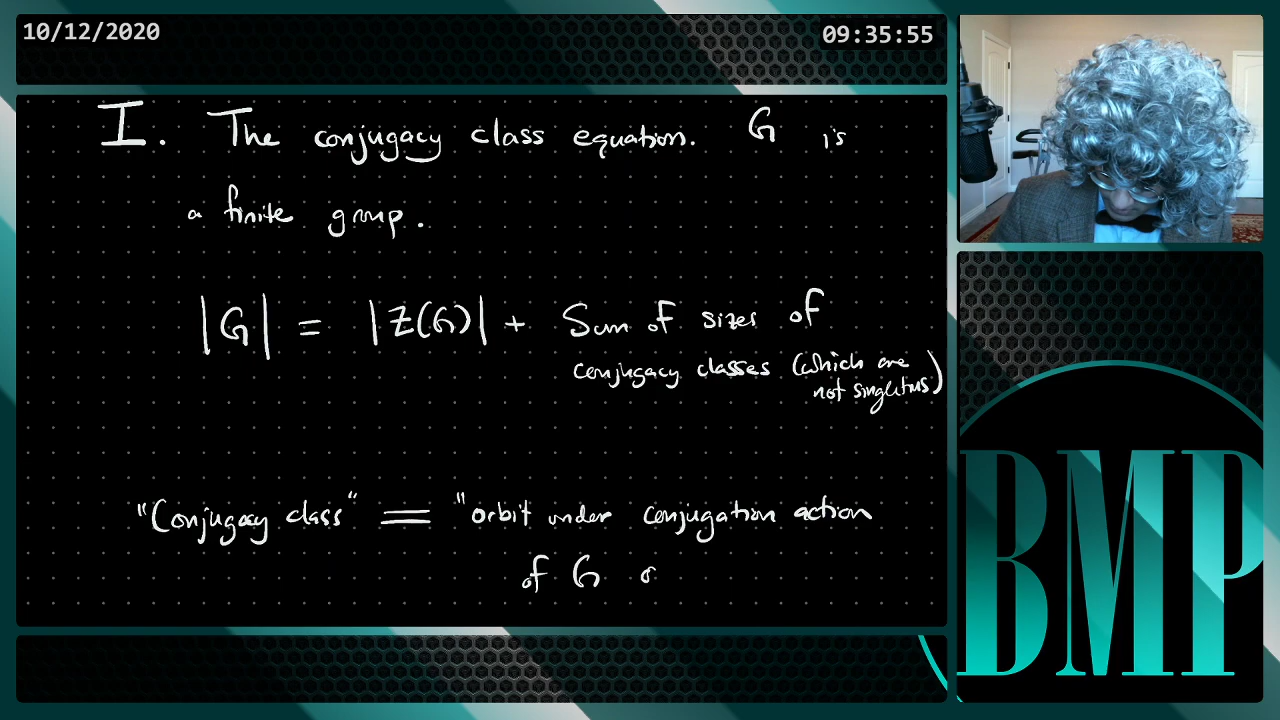 10/12/2020
09:35:55
I. The conjugacy class equation. G is
a finite group.
|G| = |Z(G)| + Sum of sizes of
conjugacy classes (which are
not singletons)
"Conjugacy class" = "orbit under conjugation action
of G o
BMP